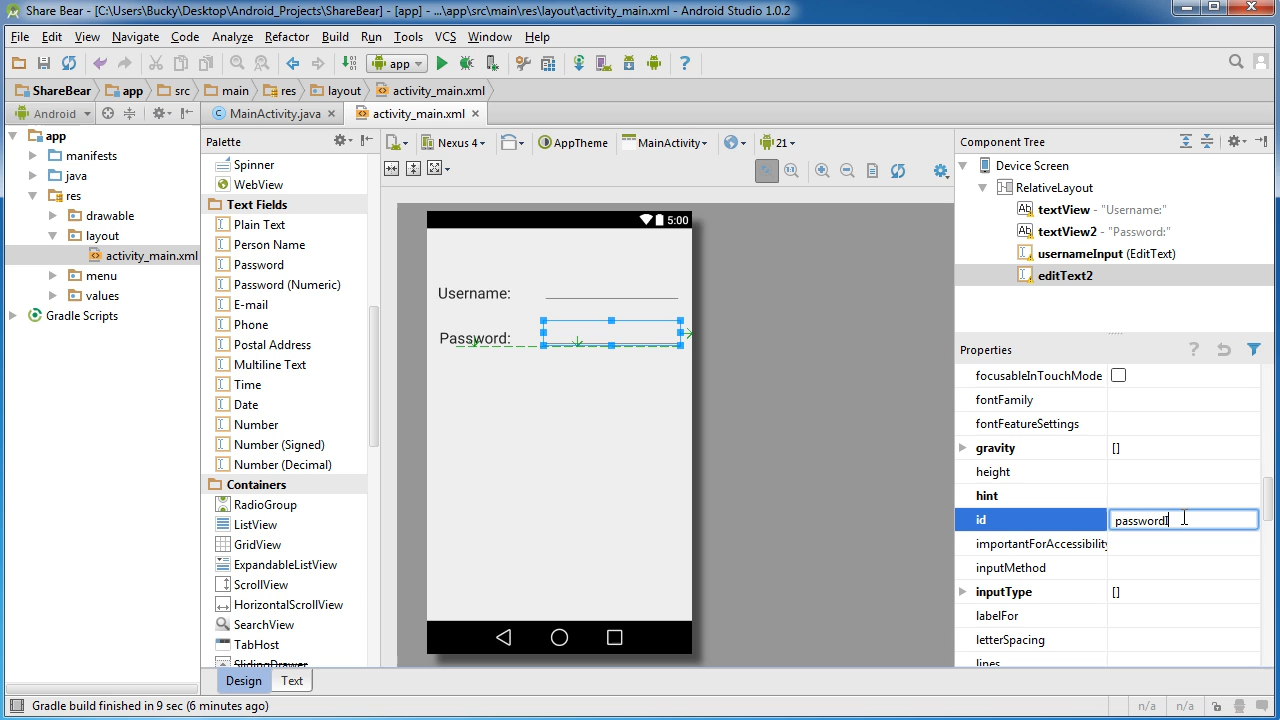 Share Bear - [C:\Users\Bucky\Desktop\Android_Projects\ShareBear] - [app] - ...\app\src\main\res\layout\activity_main.xml - Android Studio 1.0.2
File Edit View Navigate Code Analyze Refactor Build Run Tools VCS Window Help
app
ShareBear app src main res layout activity_main.xml
Android MainActivity.java activity_main.xml
app
manifests
java
res
drawable
layout
activity_main.xml
menu
values
Gradle Scripts
Palette
Spinner
WebView
Text Fields
Plain Text
Person Name
Password
Password (Numeric)
E-mail
Phone
Postal Address
Multiline Text
Time
Date
Number
Number (Signed)
Number (Decimal)
Containers
RadioGroup
ListView
GridView
ExpandableListView
ScrollView
HorizontalScrollView
SearchView
TabHost
SlidingDrawer
Nexus 4 AppTheme MainActivity 21
5:00
Username:
Password:
Design Text
Component Tree
Device Screen
RelativeLayout
textView - "Username:"
textView2 - "Password:"
usernameInput (EditText)
editText2
Properties
focusableInTouchMode
fontFamily
fontFeatureSettings
gravity []
height
hint
id passwordI
importantForAccessibility
inputMethod
inputType []
labelFor
letterSpacing
lines
Gradle build finished in 9 sec (6 minutes ago) n/a n/a